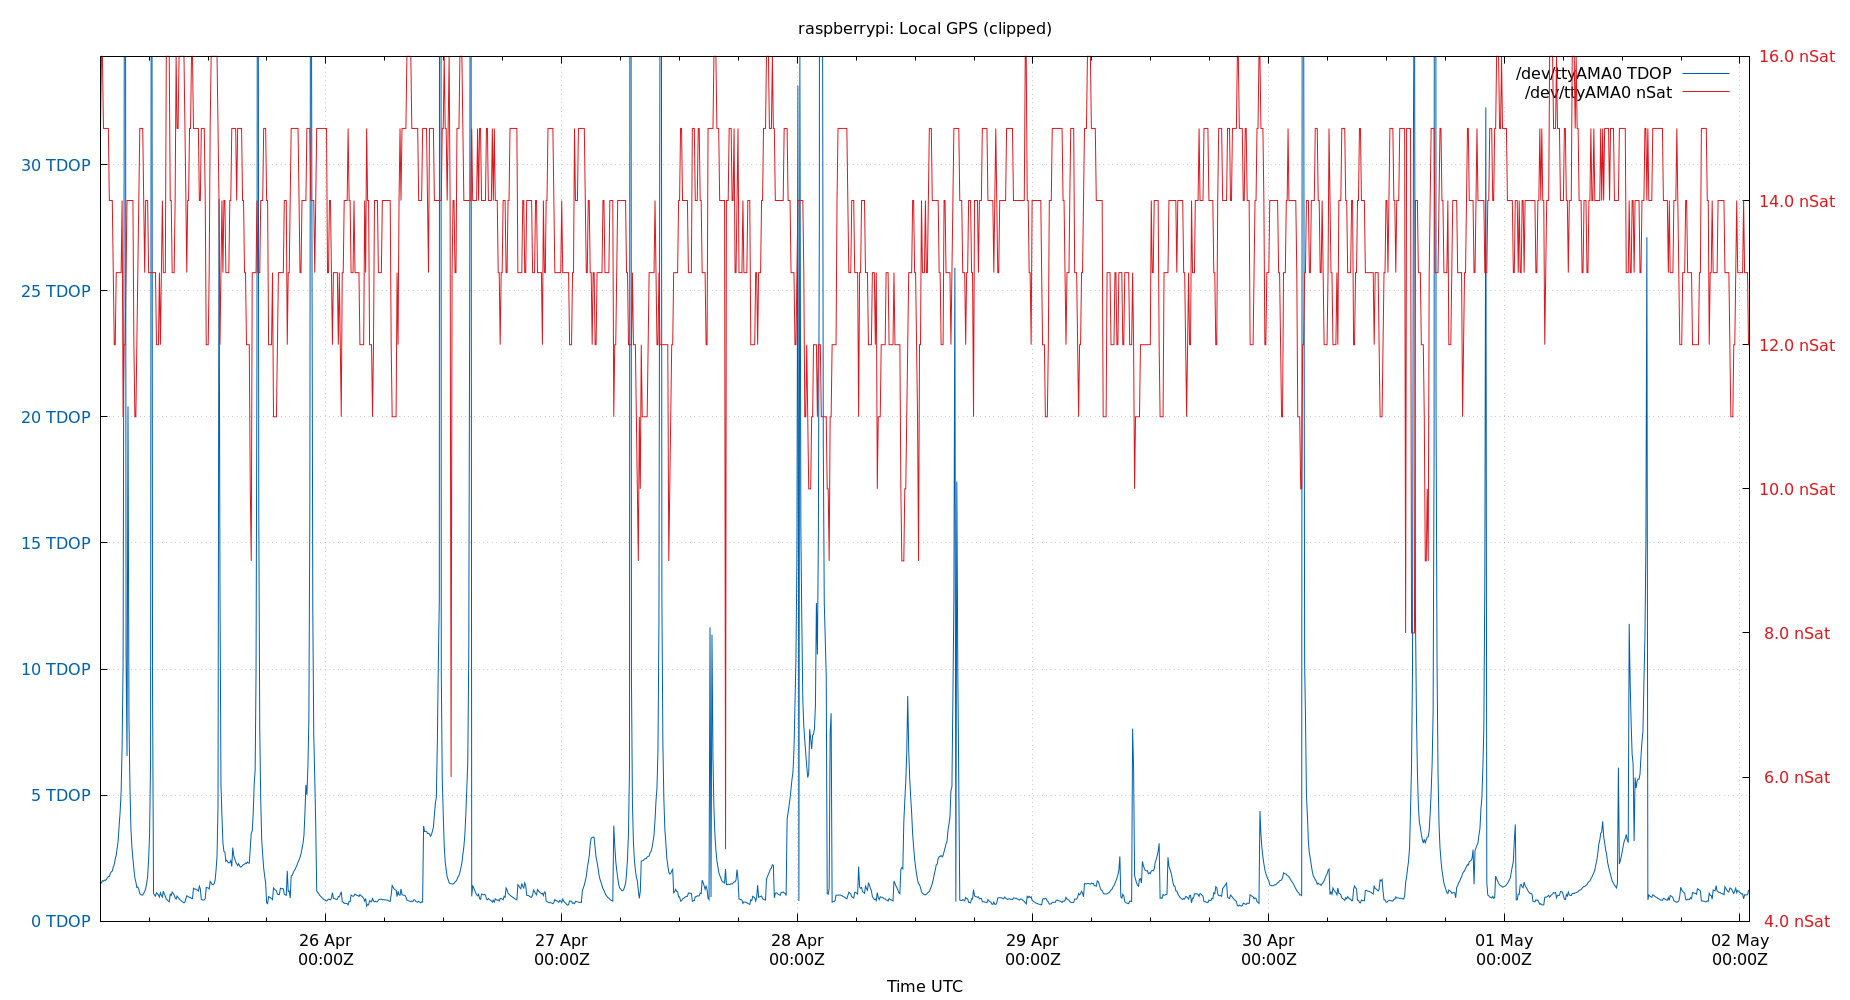 raspberrypi: Local GPS (clipped)
/dev/ttyAMA0 TDOP
/dev/ttyAMA0 nSat
30 TDOP
25 TDOP
20 TDOP
15 TDOP
10 TDOP
5 TDOP
0 TDOP
16.0 nSat
14.0 nSat
12.0 nSat
10.0 nSat
8.0 nSat
6.0 nSat
4.0 nSat
26 Apr
00:00Z
27 Apr
00:00Z
28 Apr
00:00Z
29 Apr
00:00Z
30 Apr
00:00Z
01 May
00:00Z
02 May
00:00Z
Time UTC